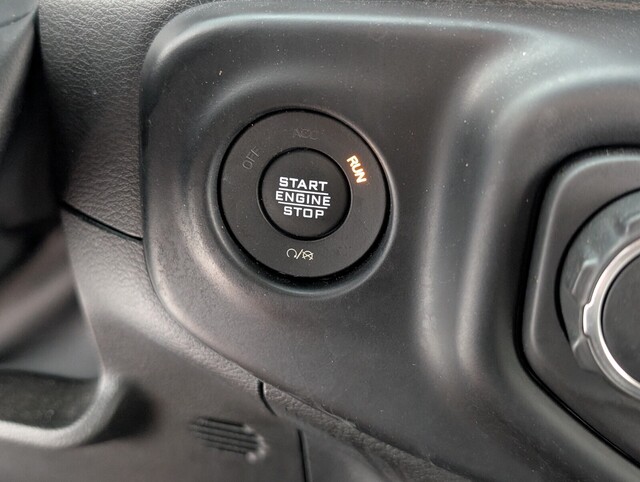 ACC
OFF
RUN
START
ENGINE
STOP